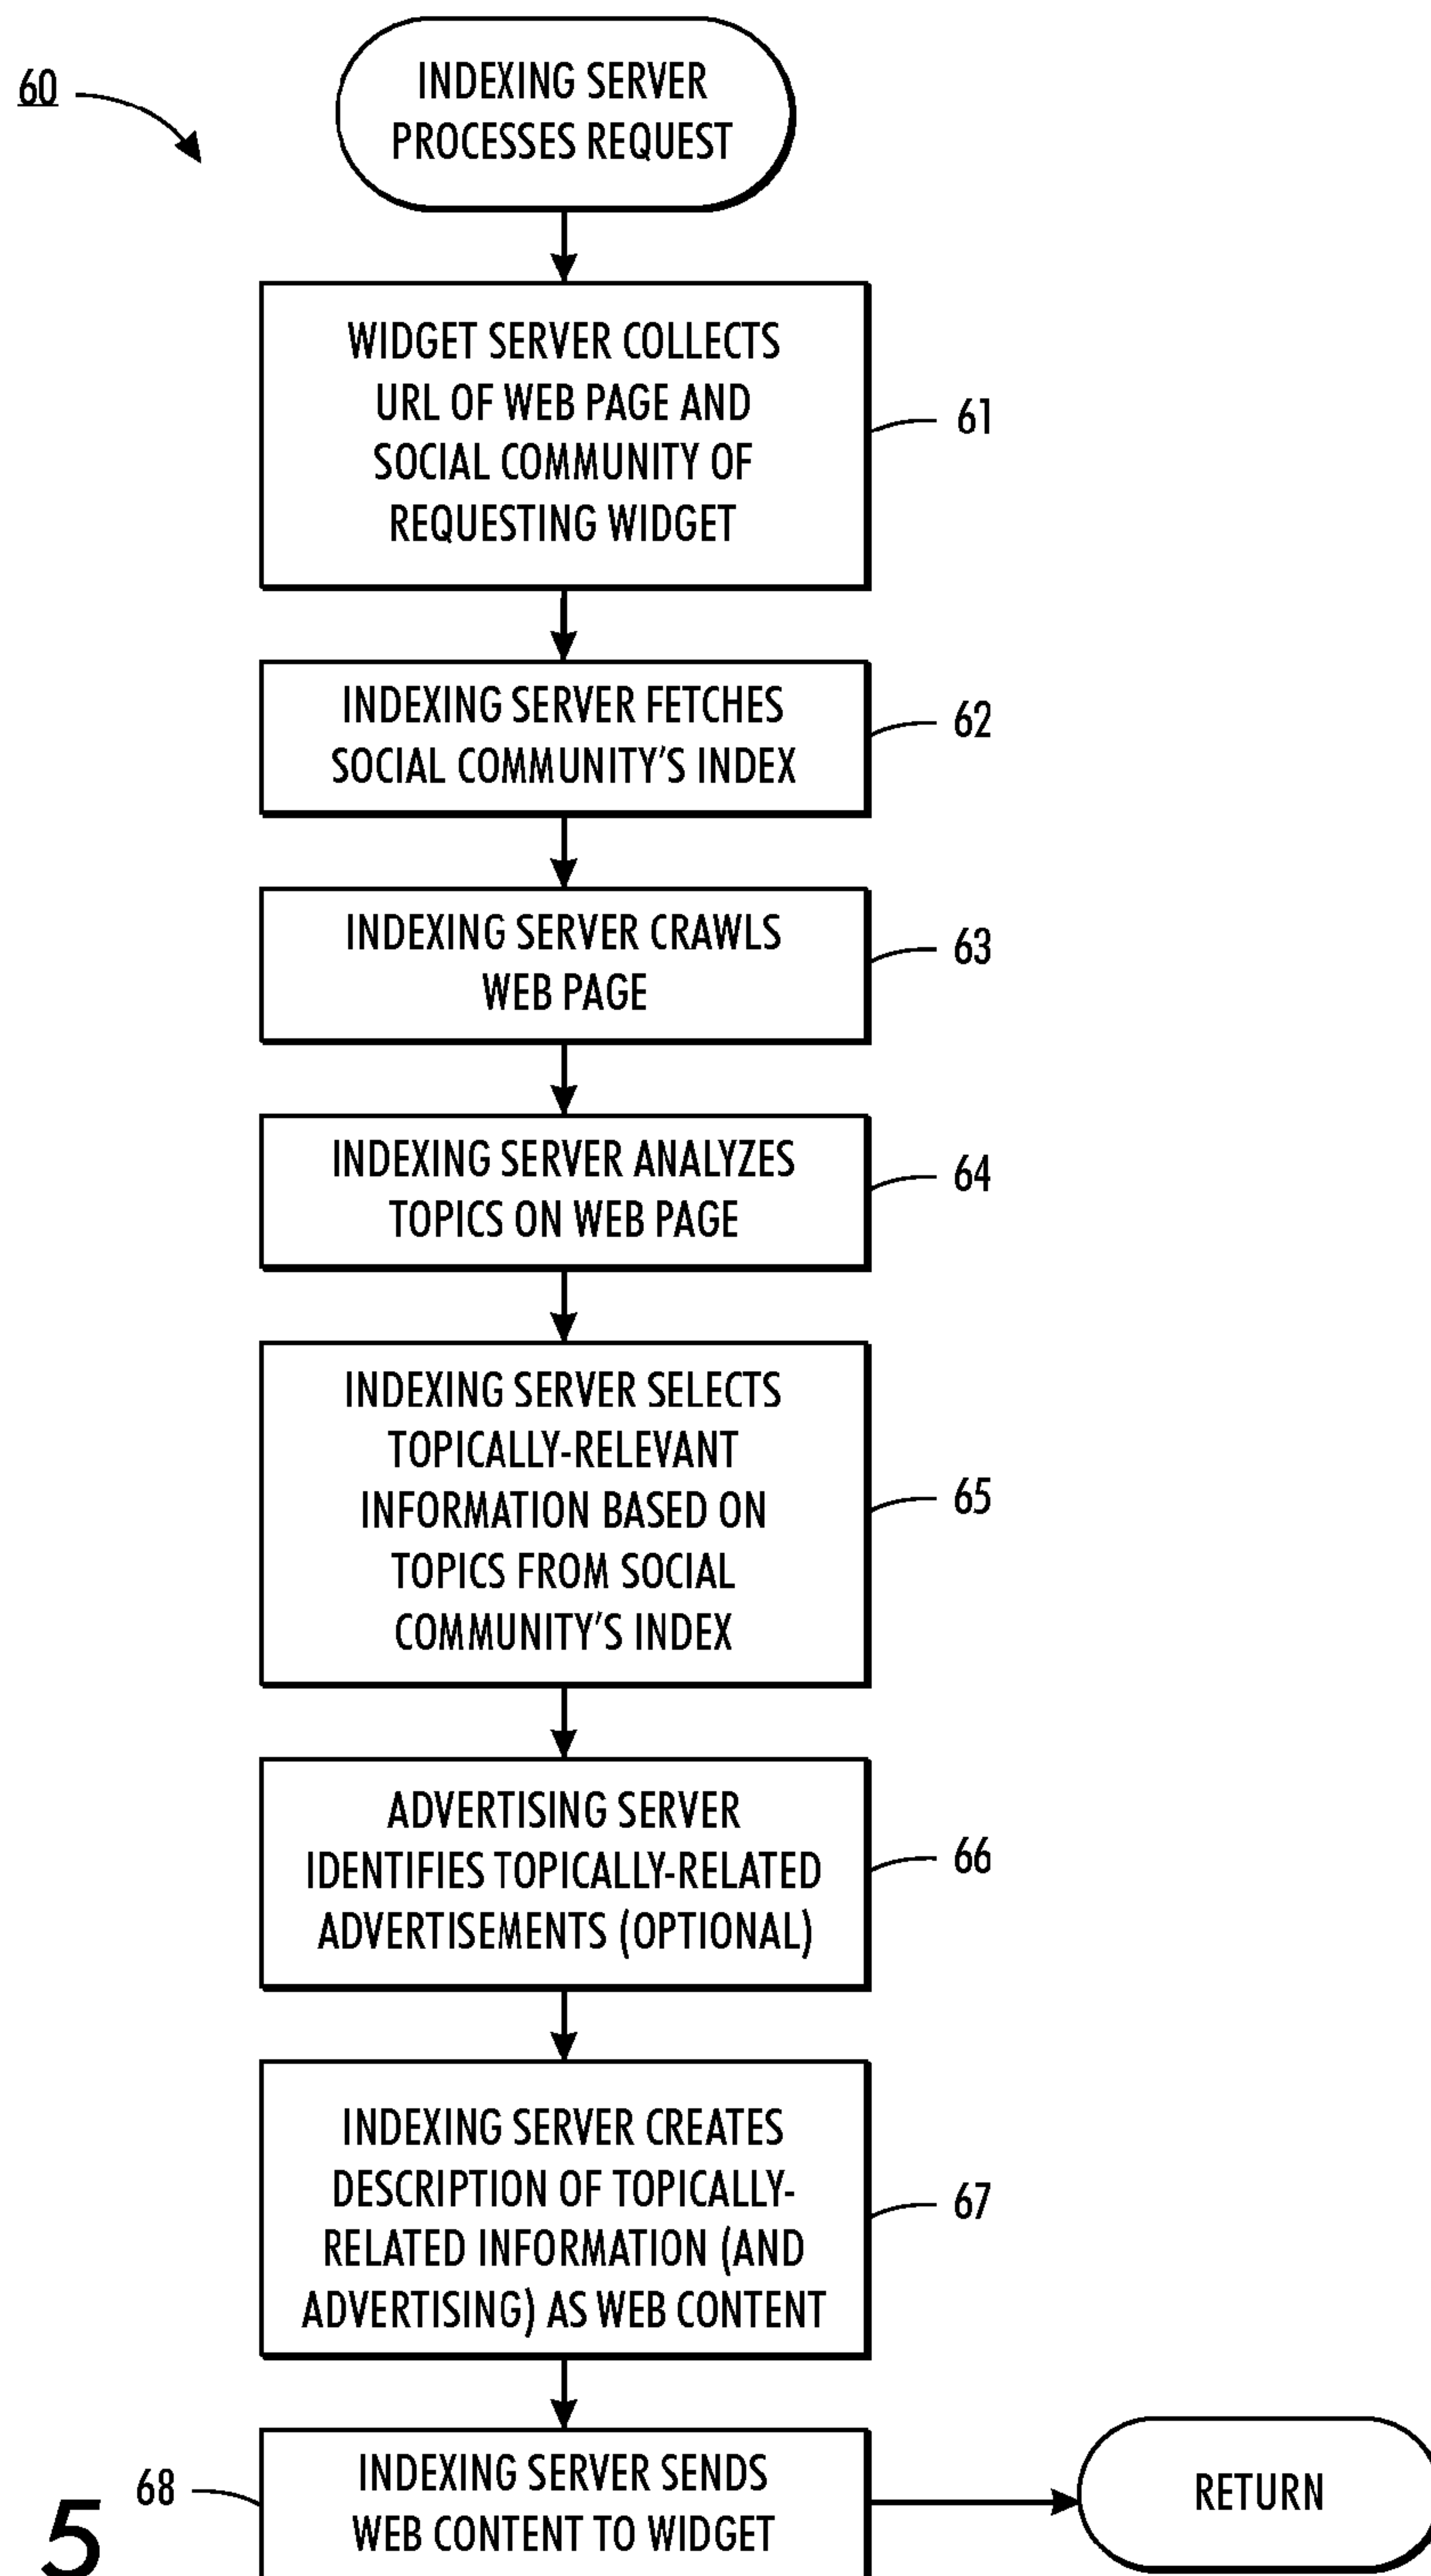 60
INDEXING SERVER
PROCESSES REQUEST
WIDGET SERVER COLLECTS
URL OF WEB PAGE AND
SOCIAL COMMUNITY OF
REQUESTING WIDGET
61
INDEXING SERVER FETCHES
SOCIAL COMMUNITY'S INDEX
62
INDEXING SERVER CRAWLS
WEB PAGE
63
INDEXING SERVER ANALYZES
TOPICS ON WEB PAGE
64
INDEXING SERVER SELECTS
TOPICALLY-RELEVANT
INFORMATION BASED ON
TOPICS FROM SOCIAL
COMMUNITY'S INDEX
65
ADVERTISING SERVER
IDENTIFIES TOPICALLY-RELATED
ADVERTISEMENTS (OPTIONAL)
66
INDEXING SERVER CREATES
DESCRIPTION OF TOPICALLY-
RELATED INFORMATION (AND
ADVERTISING) AS WEB CONTENT
67
68
INDEXING SERVER SENDS
WEB CONTENT TO WIDGET
RETURN
5